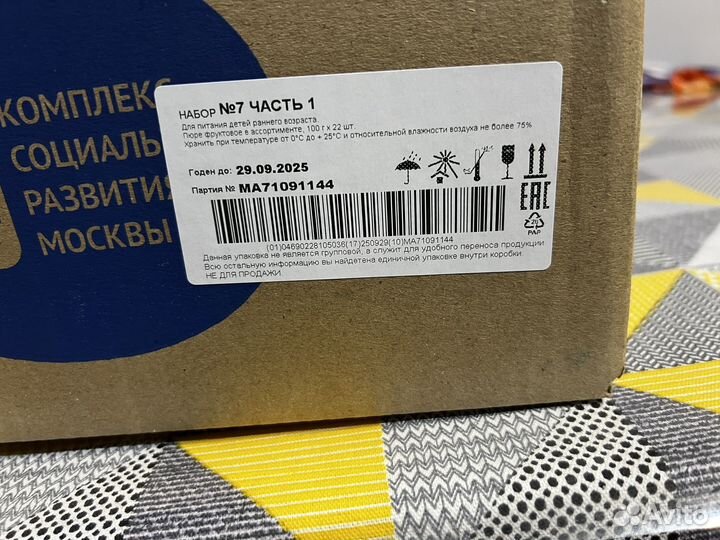 КОМПЛЕКС
СОЦИАЛЬ
РАЗВИТИЯ
МОСКВЫ
НАБОР №7 ЧАСТЬ 1
Для питания детей раннего возраста.
Пюре фруктовое в ассортименте, 100 г х 22 шт.
Хранить при температуре от 0°С до + 25°С и относительной влажности воздуха не более 75%
Годен до: 29.09.2025
Партия № МА71091144
EAC
20
PAP
(01)04690228105036(17)250929(10)MA71091144
Данная упаковка не является групповой, а служит для удобного переноса продукции
Всю остальную информацию вы найдете на единичной упаковке внутри коробки.
НЕ ДЛЯ ПРОДАЖИ.
Avito